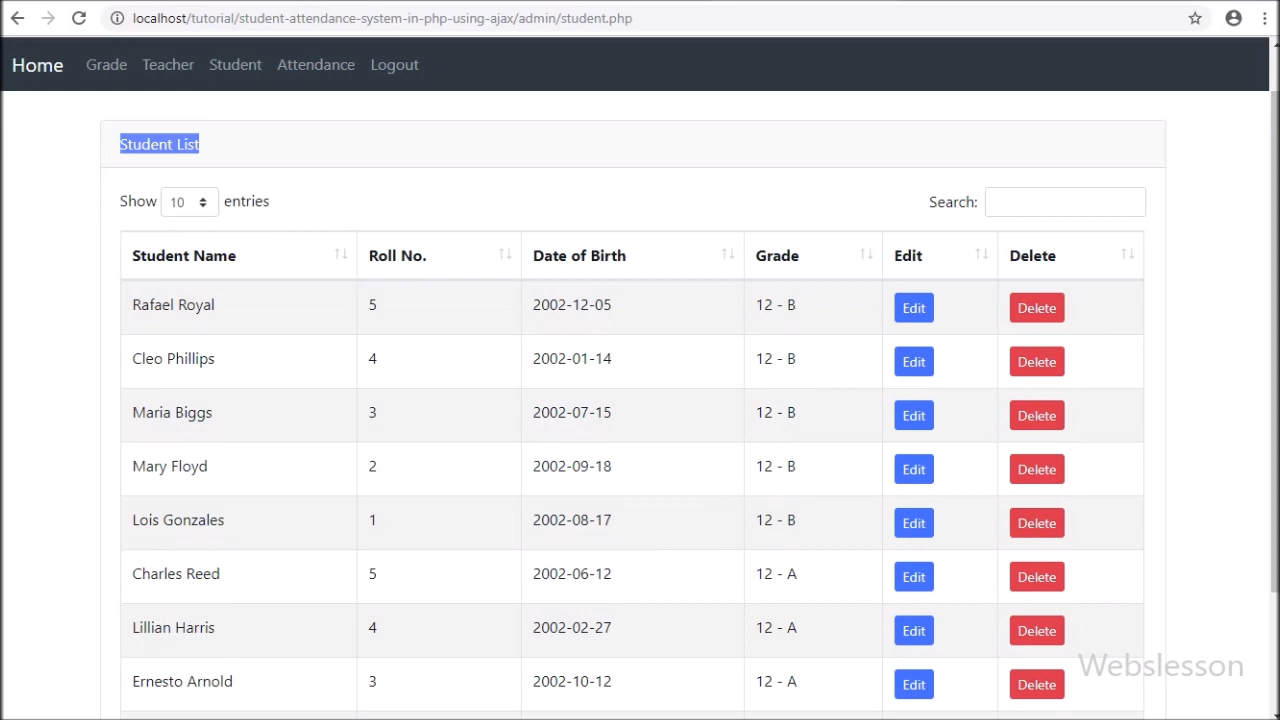 localhost/tutorial/student-attendance-system-in-php-using-ajax/admin/student.php
Home Grade Teacher Student Attendance Logout
Student List
Show 10 entries Search:
Student Name Roll No. Date of Birth Grade Edit Delete
Rafael Royal 5 2002-12-05 12 - B Edit Delete
Cleo Phillips 4 2002-01-14 12 - B Edit Delete
Maria Biggs 3 2002-07-15 12 - B Edit Delete
Mary Floyd 2 2002-09-18 12 - B Edit Delete
Lois Gonzales 1 2002-08-17 12 - B Edit Delete
Charles Reed 5 2002-06-12 12 - A Edit Delete
Lillian Harris 4 2002-02-27 12 - A Edit Delete
Ernesto Arnold 3 2002-10-12 12 - A Edit Delete
Webslesson